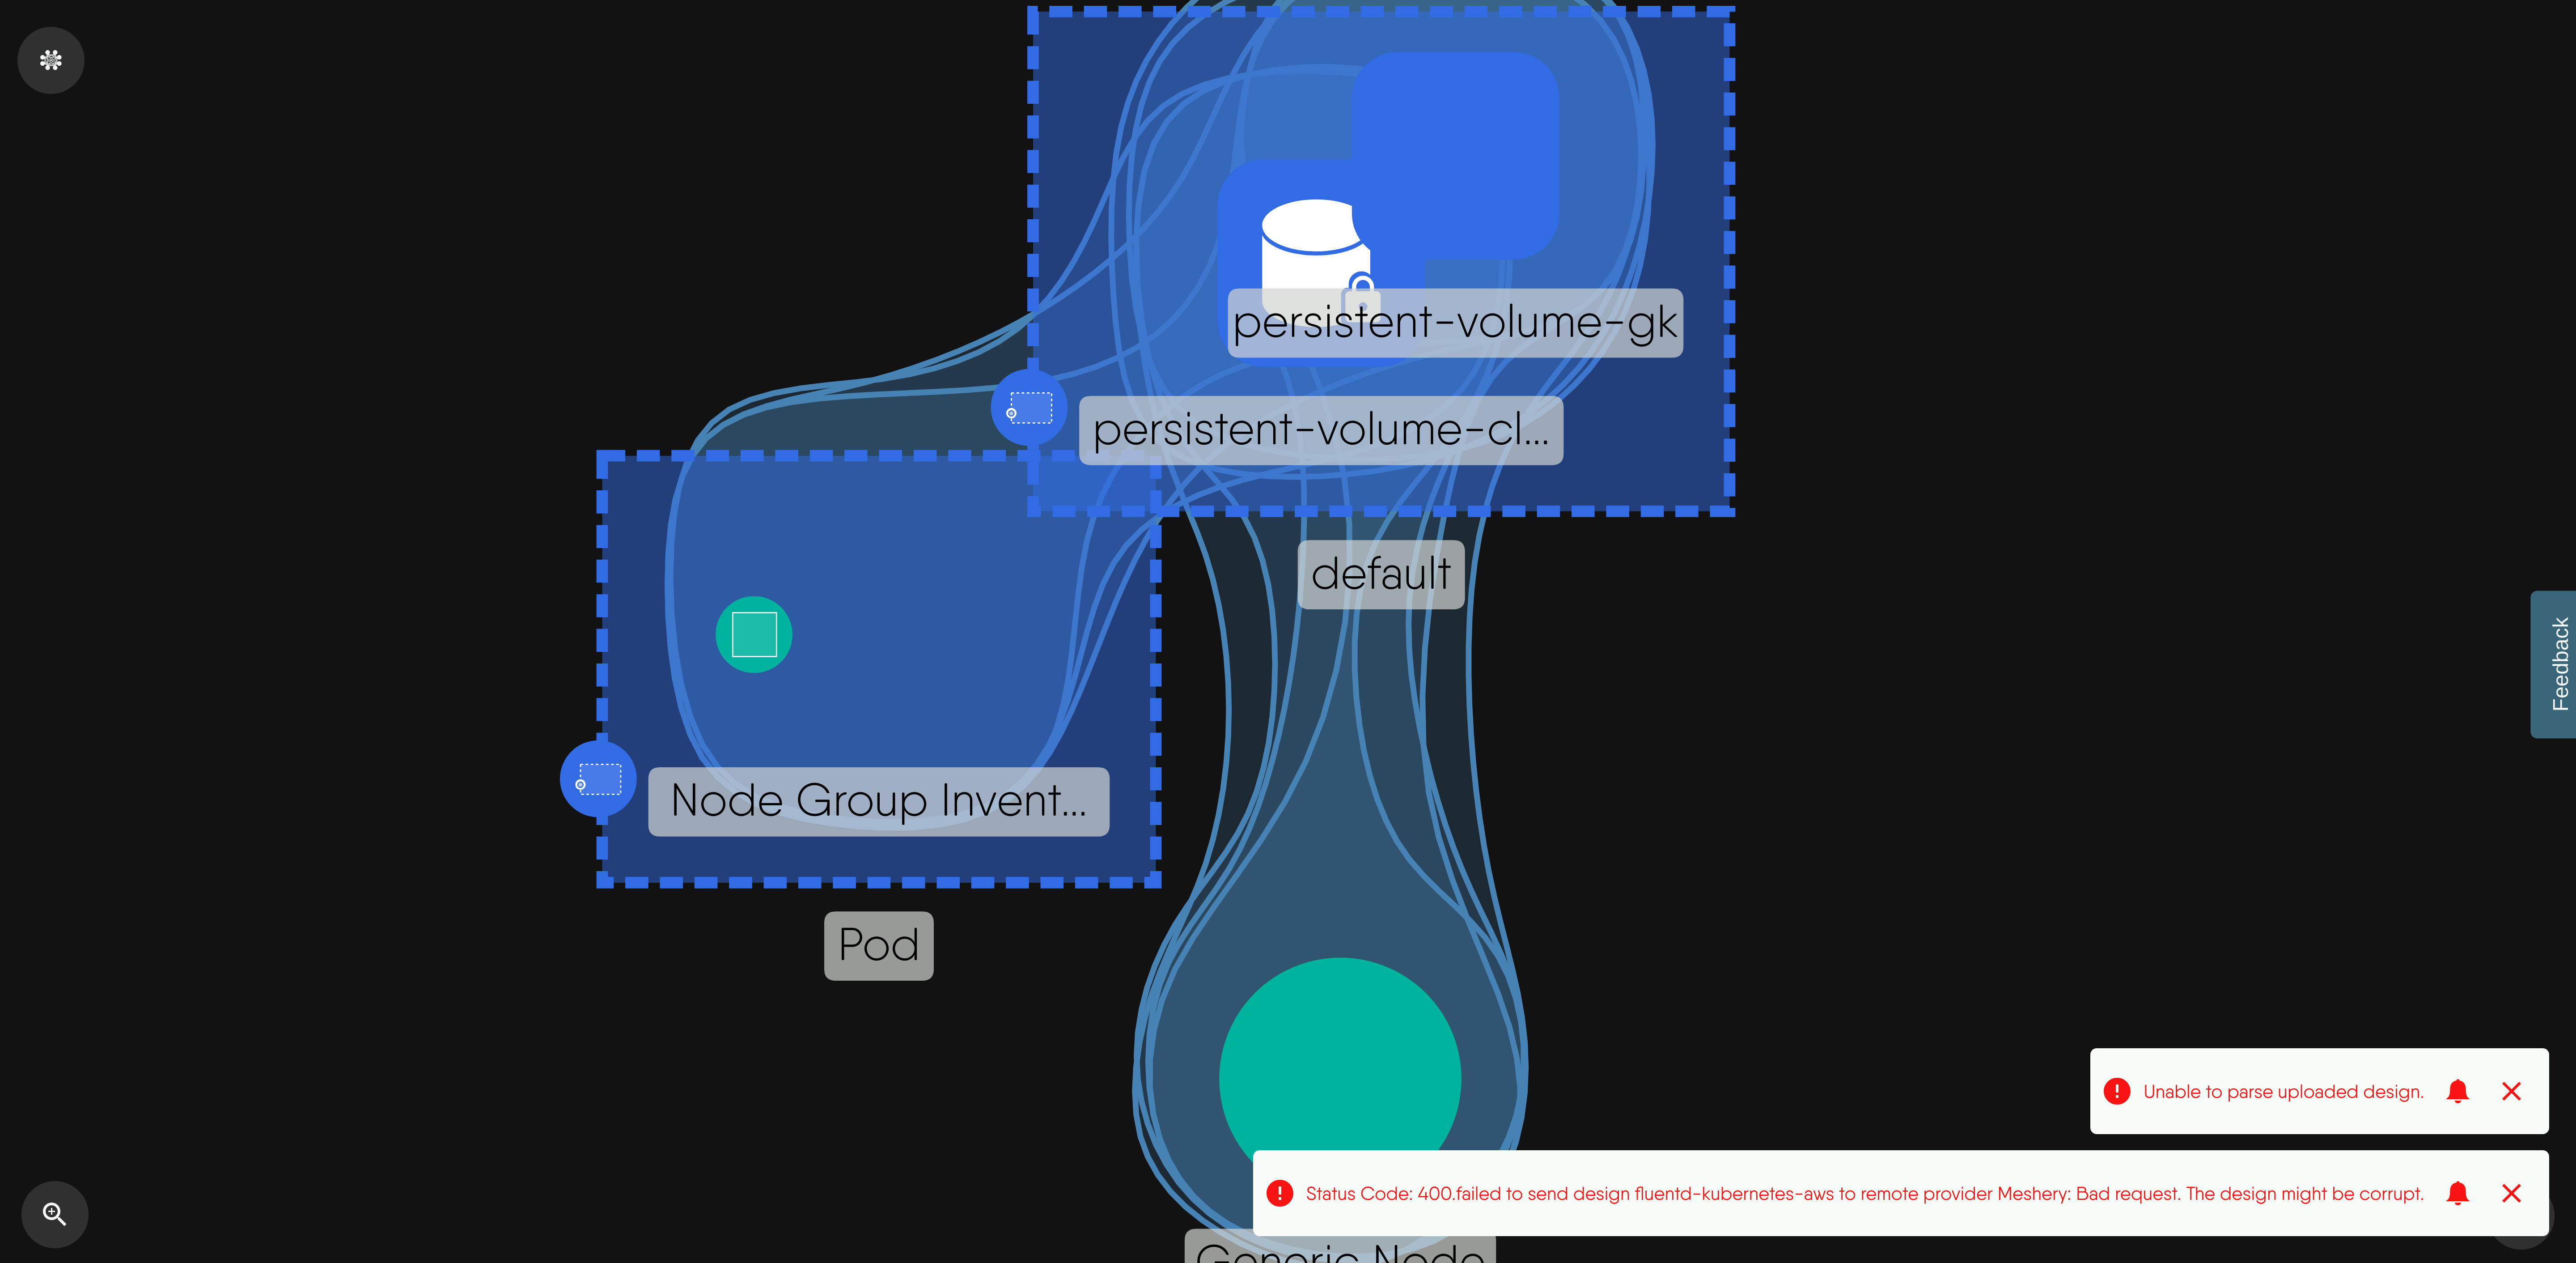 persistent-volume-gk
persistent-volume-cl...
default
Node Group Invent...
Pod
Feedback
Unable to parse uploaded design.
Status Code: 400.failed to send design fluentd-kubernetes-aws to remote provider Meshery: Bad request. The design might be corrupt.
Generic Node